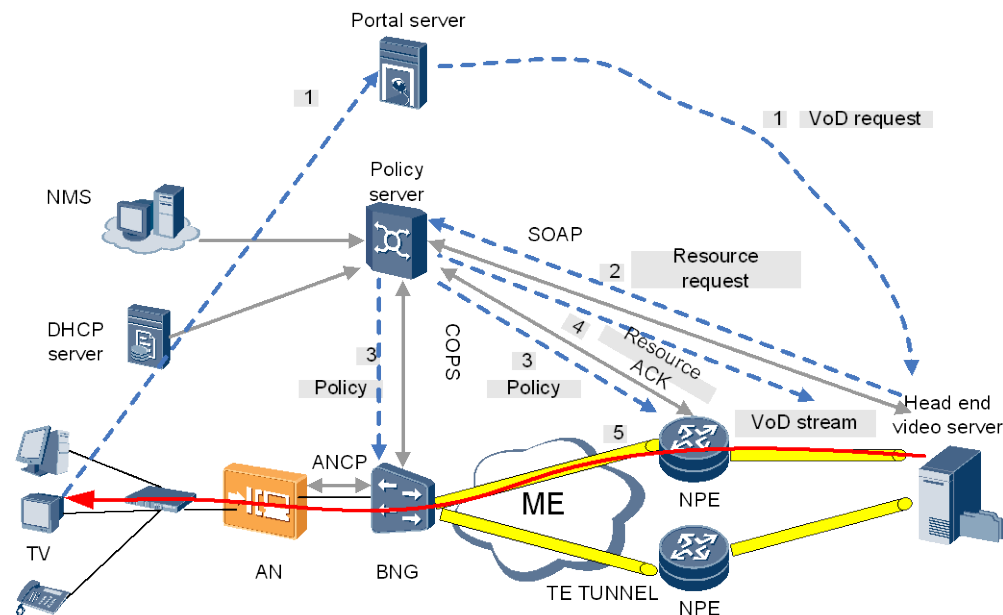 Portal server
1
1
VoD request
Policy
server
NMS
SOAP
2
Resource
request
DHCP
server
COPS
4
Resource
ACK
3
Policy
3
Policy
Head end
video server
VoD stream
5
ANCP
ME
NPE
TV
AN
BNG
TE TUNNEL
NPE